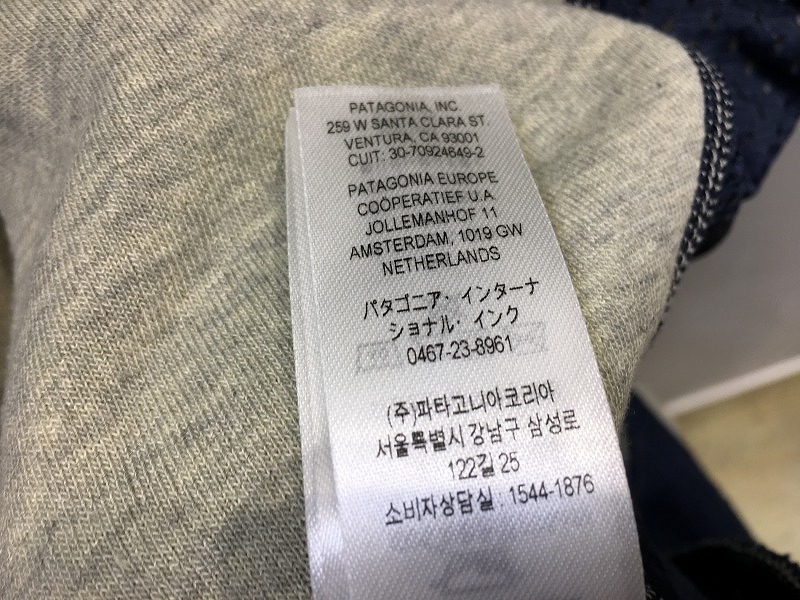 PATAGONIA, INC.
259 W SANTA CLARA ST.
VENTURA, CA 93001
CUIT: 30-70924649-2
PATAGONIA EUROPE
COÖPERATIEF U.A
JOLLEMANHOF 11
AMSTERDAM, 1019 GW
NETHERLANDS
パタゴニア・インターナ
ショナル・インク
0467-23-8961
(주)파타고니아코리아
서울특별시 강남구 삼성로
122길 25
소비자상담실 : 1544-1876